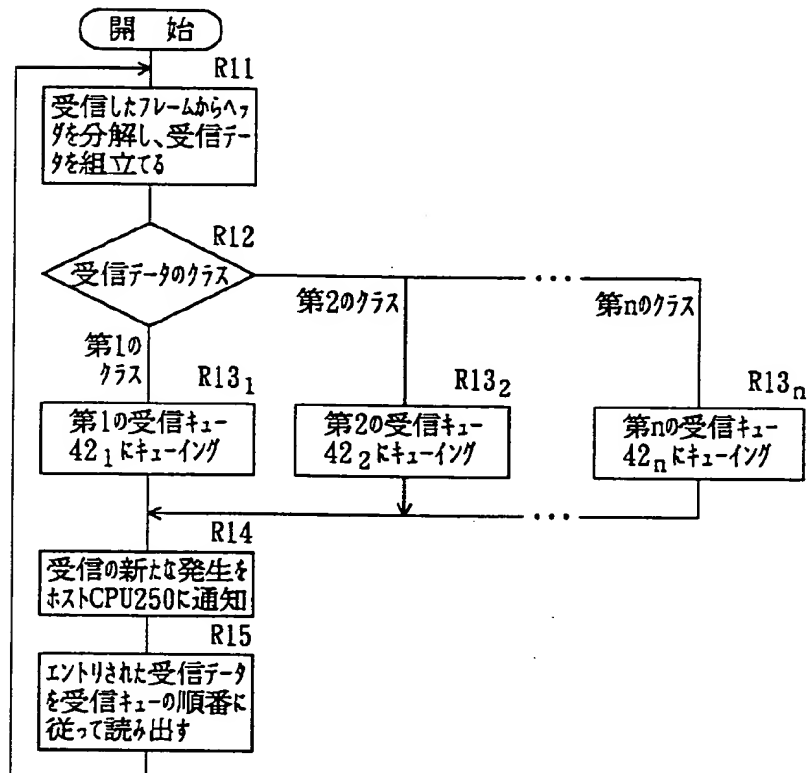 開 始
R11
受信したフレームからヘッ
ダを分解し、受信デー
タを組立てる
R12
受信データのクラス
第1の
クラス
第2のクラス
...
第nのクラス
R13₁
第1の受信キュー
42₁にキューイング
R13₂
第2の受信キュー
42₂にキューイング
R13ₙ
第nの受信キュー
42ₙにキューイング
...
R14
受信の新たな発生を
ホストCPU250に通知
R15
エントリされた受信データ
を受信キューの順番に
従って読み出す